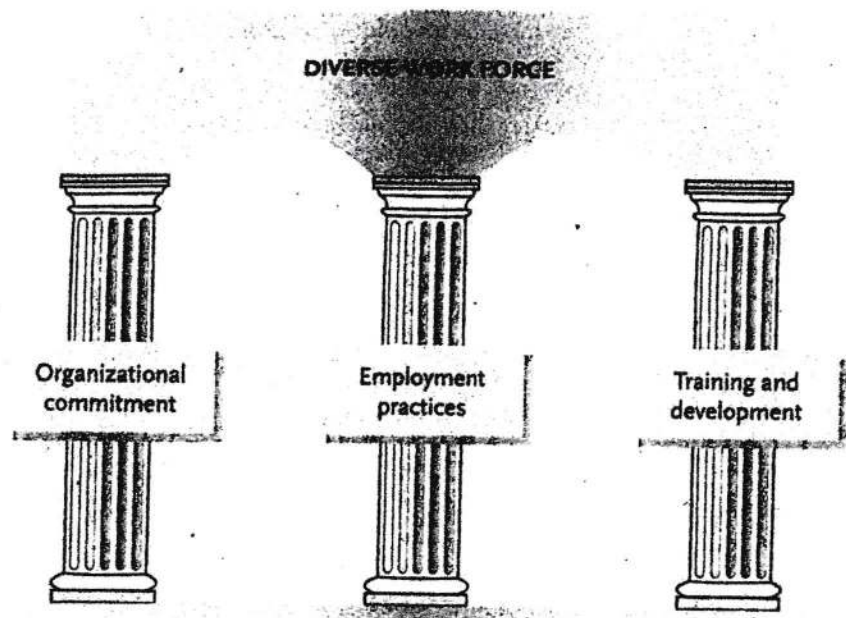 DIVERSE WORK FORCE
Organizational
commitment
Employment
practices
Training and
development